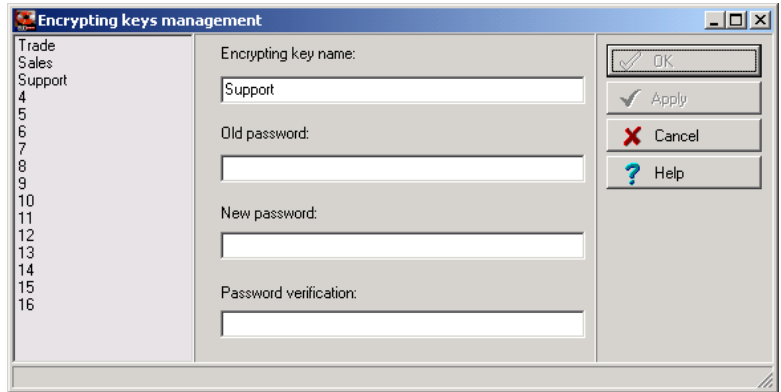 Encrypting keys management
Trade
Sales
Support
4
5
6
7
8
9
10
11
12
13
14
15
16
Encrypting key name:
Support
Old password:
New password:
Password verification:
OK
Apply
Cancel
Help